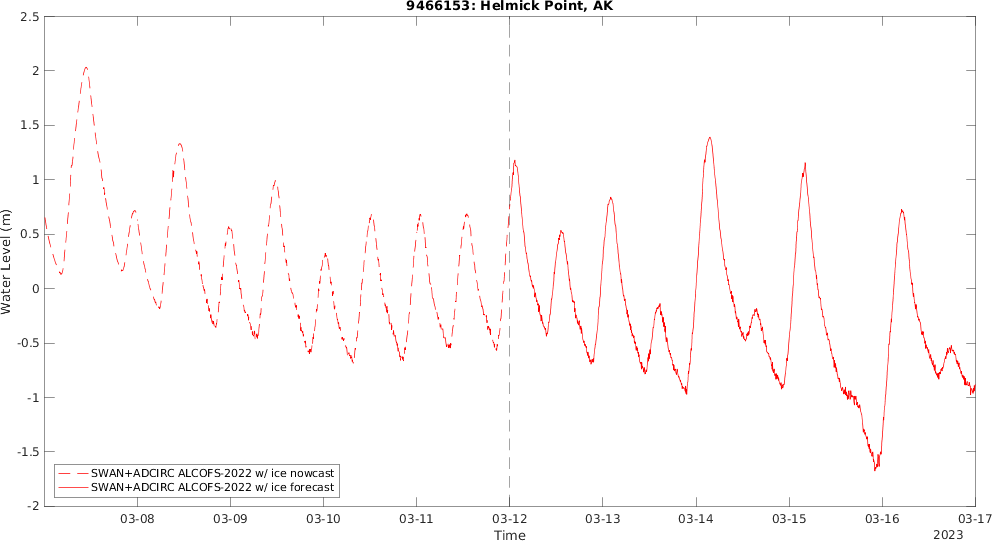 9466153: Helmick Point, AK
2.5
2
1.5
1
0.5
0
-0.5
-1
-1.5
-2
Water Level (m)
SWAN+ADCIRC ALCOFS-2022 w/ ice nowcast
SWAN+ADCIRC ALCOFS-2022 w/ ice forecast
03-08 03-09 03-10 03-11 03-12 03-13 03-14 03-15 03-16 03-17
Time
2023